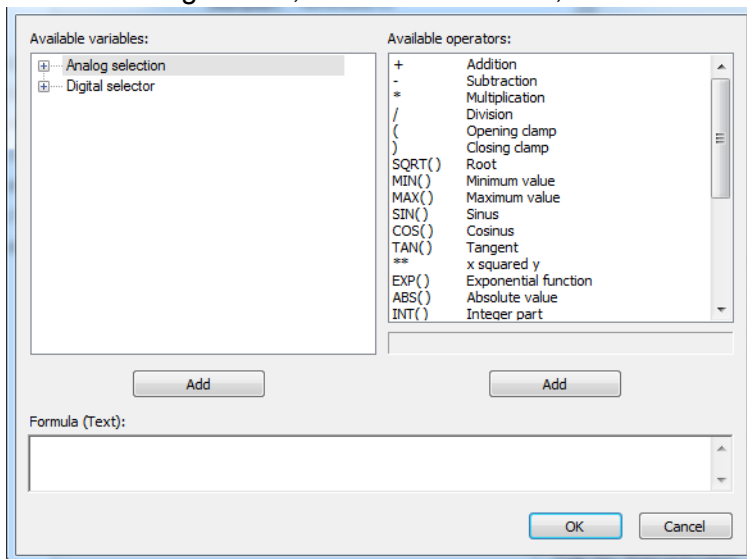 Available variables:
Analog selection
Digital selector
Available operators:
+ Addition
- Subtraction
* Multiplication
/ Division
( Opening clamp
) Closing clamp
SQRT() Root
MIN() Minimum value
MAX() Maximum value
SIN() Sinus
COS() Cosinus
TAN() Tangent
** x squared y
EXP() Exponential function
ABS() Absolute value
INT() Integer part
Add
Add
Formula (Text):
OK
Cancel